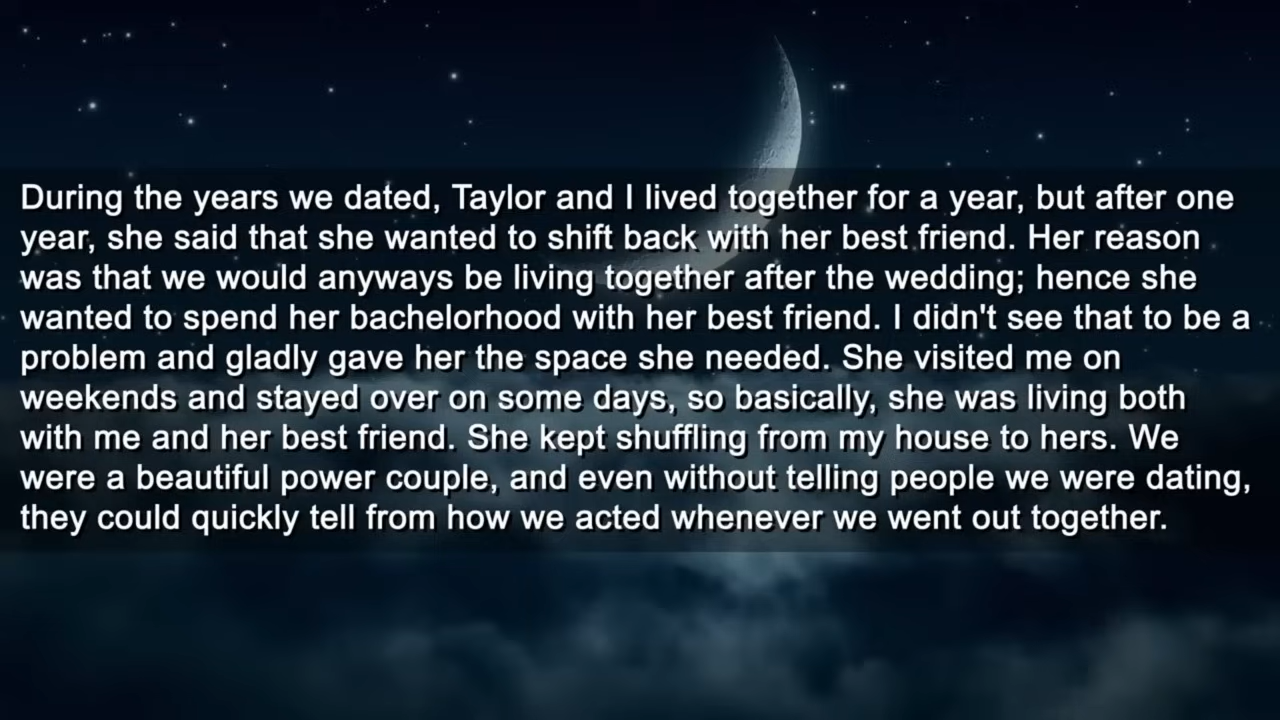 During the years we dated, Taylor and I lived together for a year, but after one
year, she said that she wanted to shift back with her best friend. Her reason
was that we would anyways be living together after the wedding; hence she
wanted to spend her bachelorhood with her best friend. I didn't see that to be a
problem and gladly gave her the space she needed. She visited me on
weekends and stayed over on some days, so basically, she was living both
with me and her best friend. She kept shuffling from my house to hers. We
were a beautiful power couple, and even without telling people we were dating,
they could quickly tell from how we acted whenever we went out together.